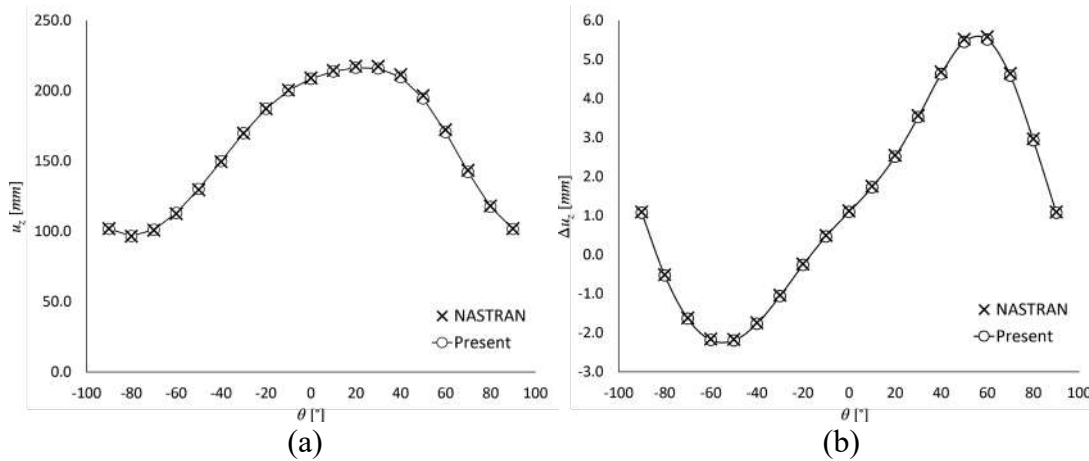 250.0
200.0
150.0
100.0
50.0
0.0
u_z [mm]
-100 -80 -60 -40 -20 0 20 40 60 80 100
θ [°]
NASTRAN
Present
(a)
6.0
5.0
4.0
3.0
2.0
1.0
0.0
-1.0
-2.0
-3.0
Δu_z [mm]
-100 -80 -60 -40 -20 0 20 40 60 80 100
θ [°]
NASTRAN
Present
(b)